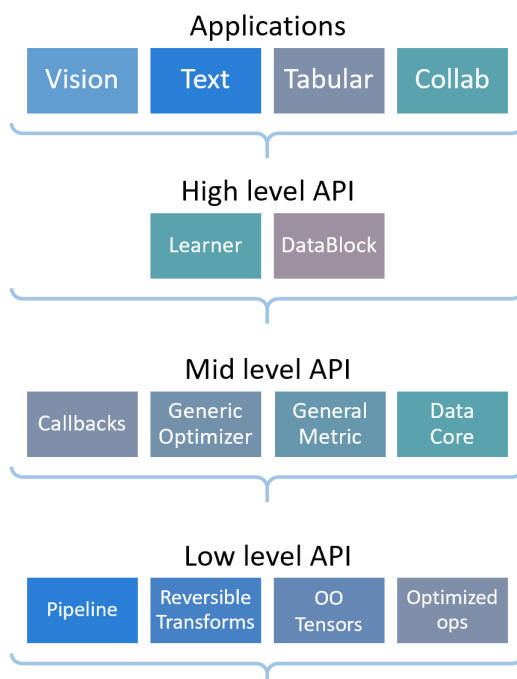 Applications
Vision
Text
Tabular
Collab
High level API
Learner
DataBlock
Mid level API
Callbacks
Generic
Optimizer
General
Metric
Data
Core
Low level API
Pipeline
Reversible
Transforms
OO
Tensors
Optimized
ops